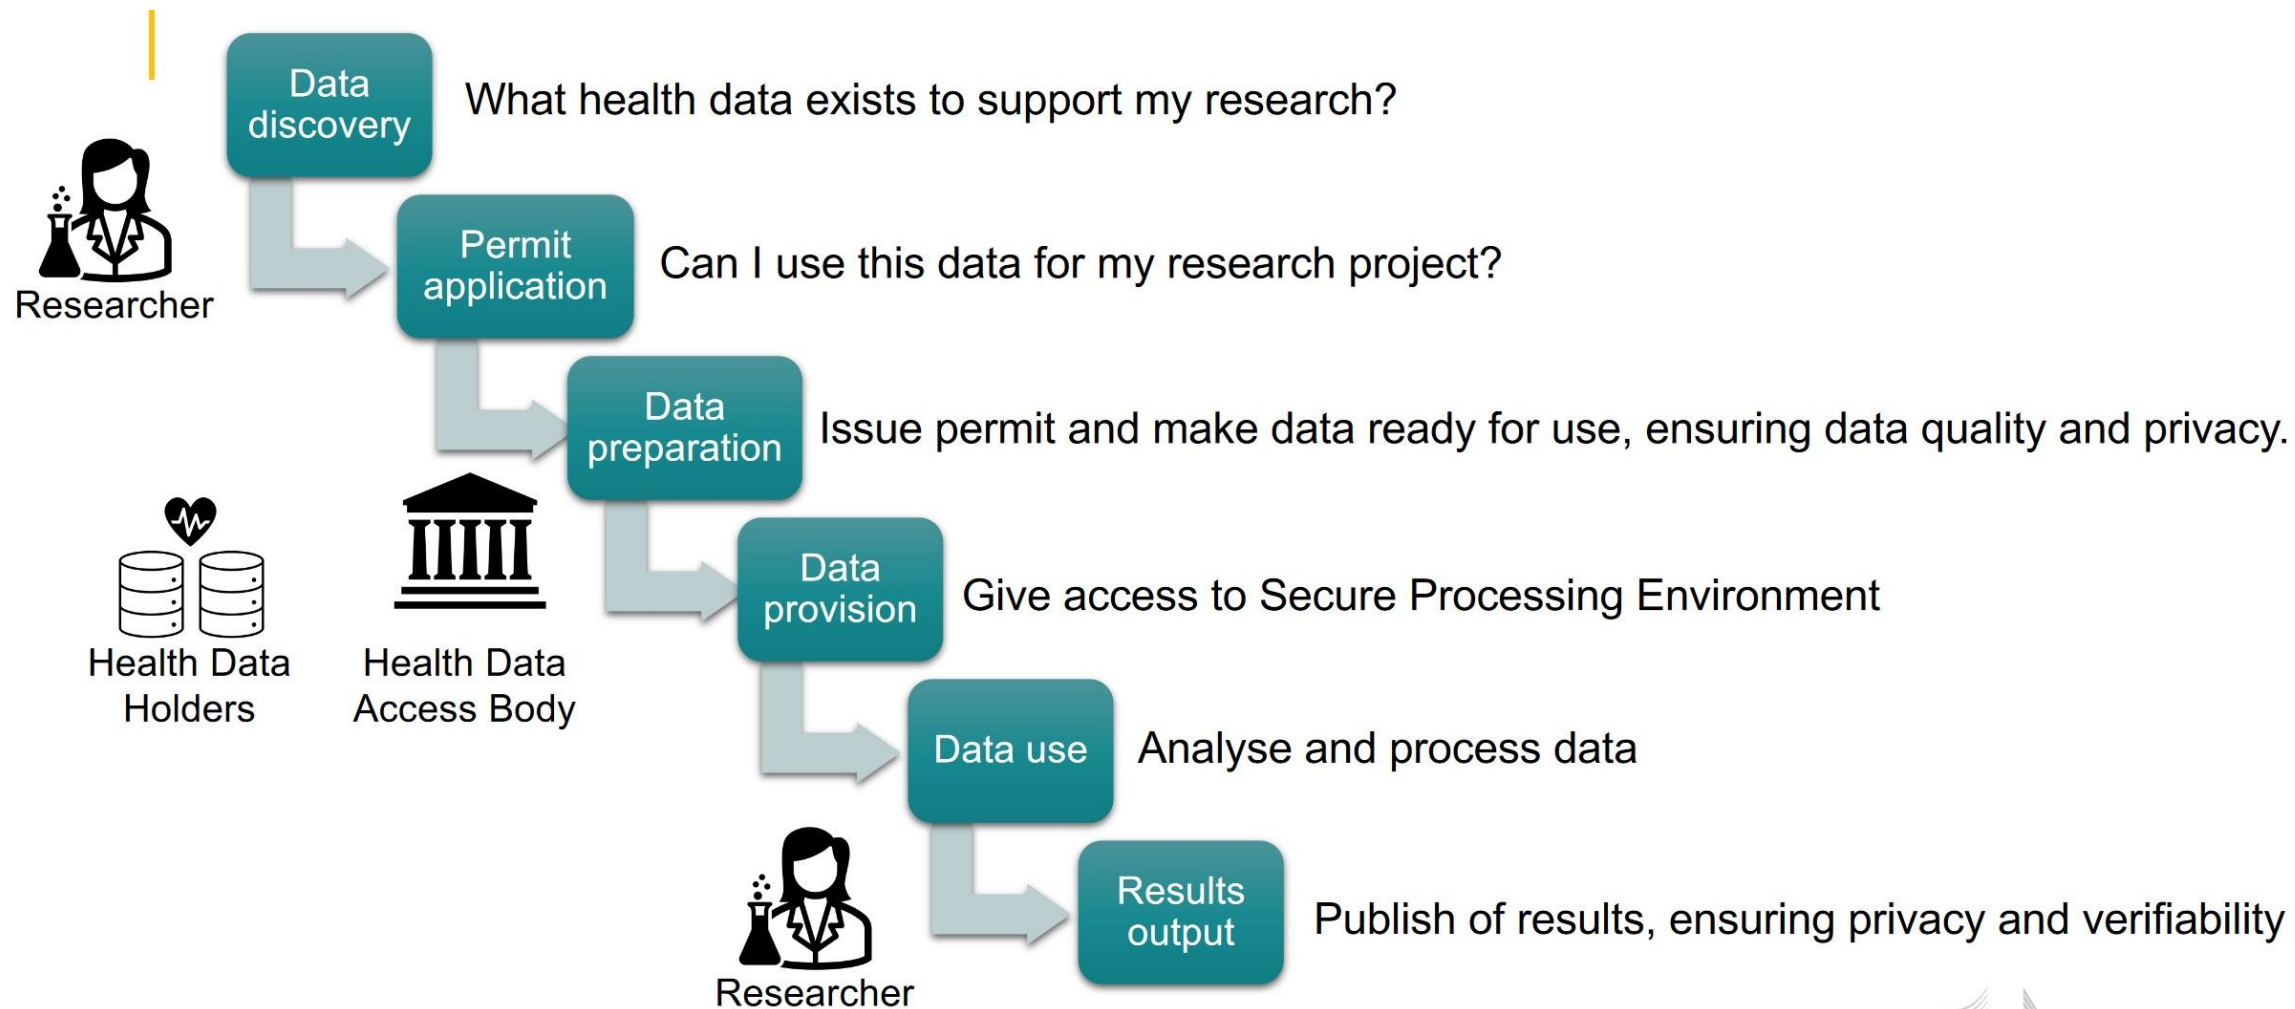 Data
discovery
What health data exists to support my research?
Researcher
Permit
application
Can I use this data for my research project?
Data
preparation
Issue permit and make data ready for use, ensuring data quality and privacy.
Health Data
Holders
Health Data
Access Body
Data
provision
Give access to Secure Processing Environment
Data use
Analyse and process data
Researcher
Results
output
Publish of results, ensuring privacy and verifiability